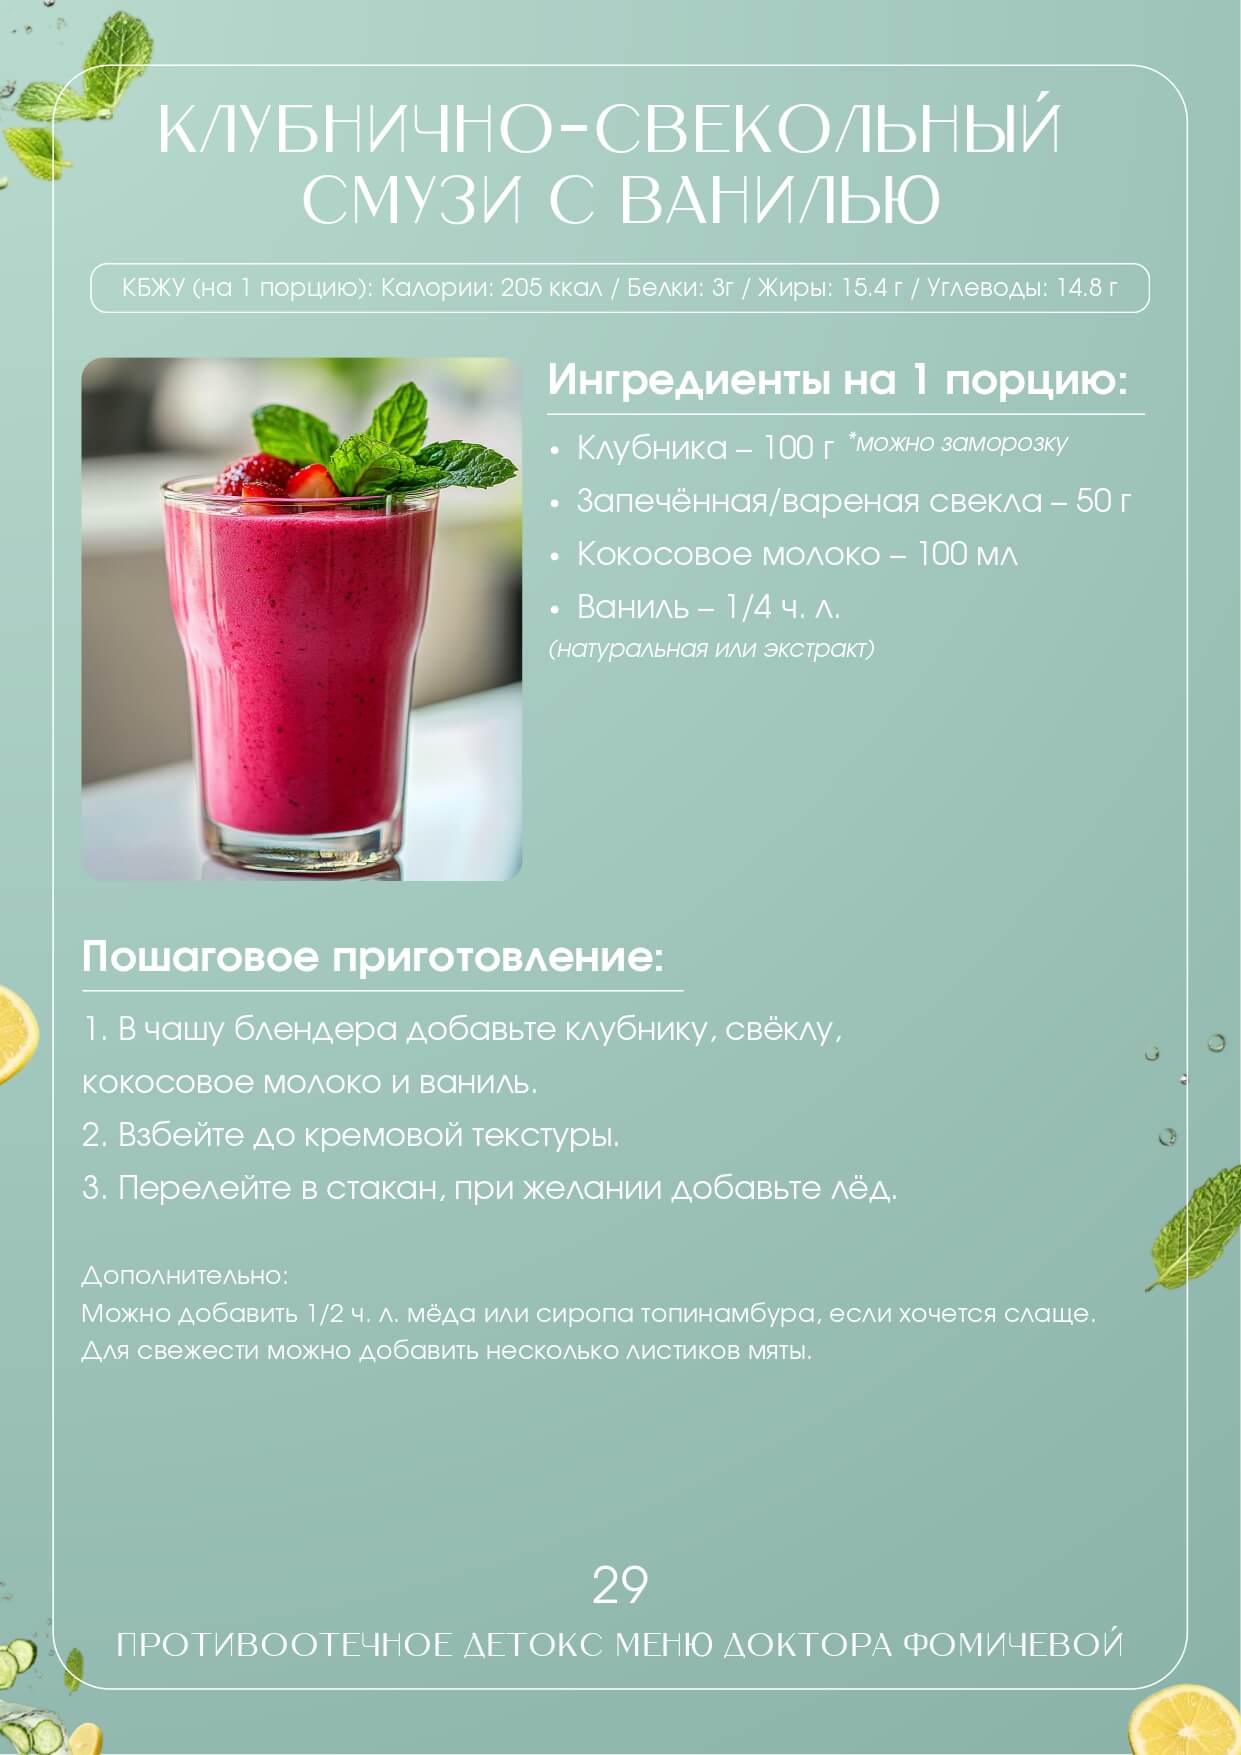 КЛУБНИЧНО-СВЕКОЛЬНЫЙ
СМУЗИ С ВАНИЛЬЮ
КБЖУ (на 1 порцию): Калории: 205 ккал / Белки: 3г / Жиры: 15.4 г / Углеводы: 14.8 г
Ингредиенты на 1 порцию:
• Клубника – 100 г *можно заморозку
• Запечённая/вареная свекла – 50 г
• Кокосовое молоко – 100 мл
• Ваниль – 1/4 ч. л.
(натуральная или экстракт)
Пошаговое приготовление:
1. В чашу блендера добавьте клубнику, свёклу,
кокосовое молоко и ваниль.
2. Взбейте до кремовой текстуры.
3. Перелейте в стакан, при желании добавьте лёд.
Дополнительно:
Можно добавить 1/2 ч. л. мёда или сиропа топинамбура, если хочется слаще.
Для свежести можно добавить несколько листиков мяты.
29
ПРОТИВООТЕЧНОЕ ДЕТОКС МЕНЮ ДОКТОРА ФОМИЧЕВОЙ